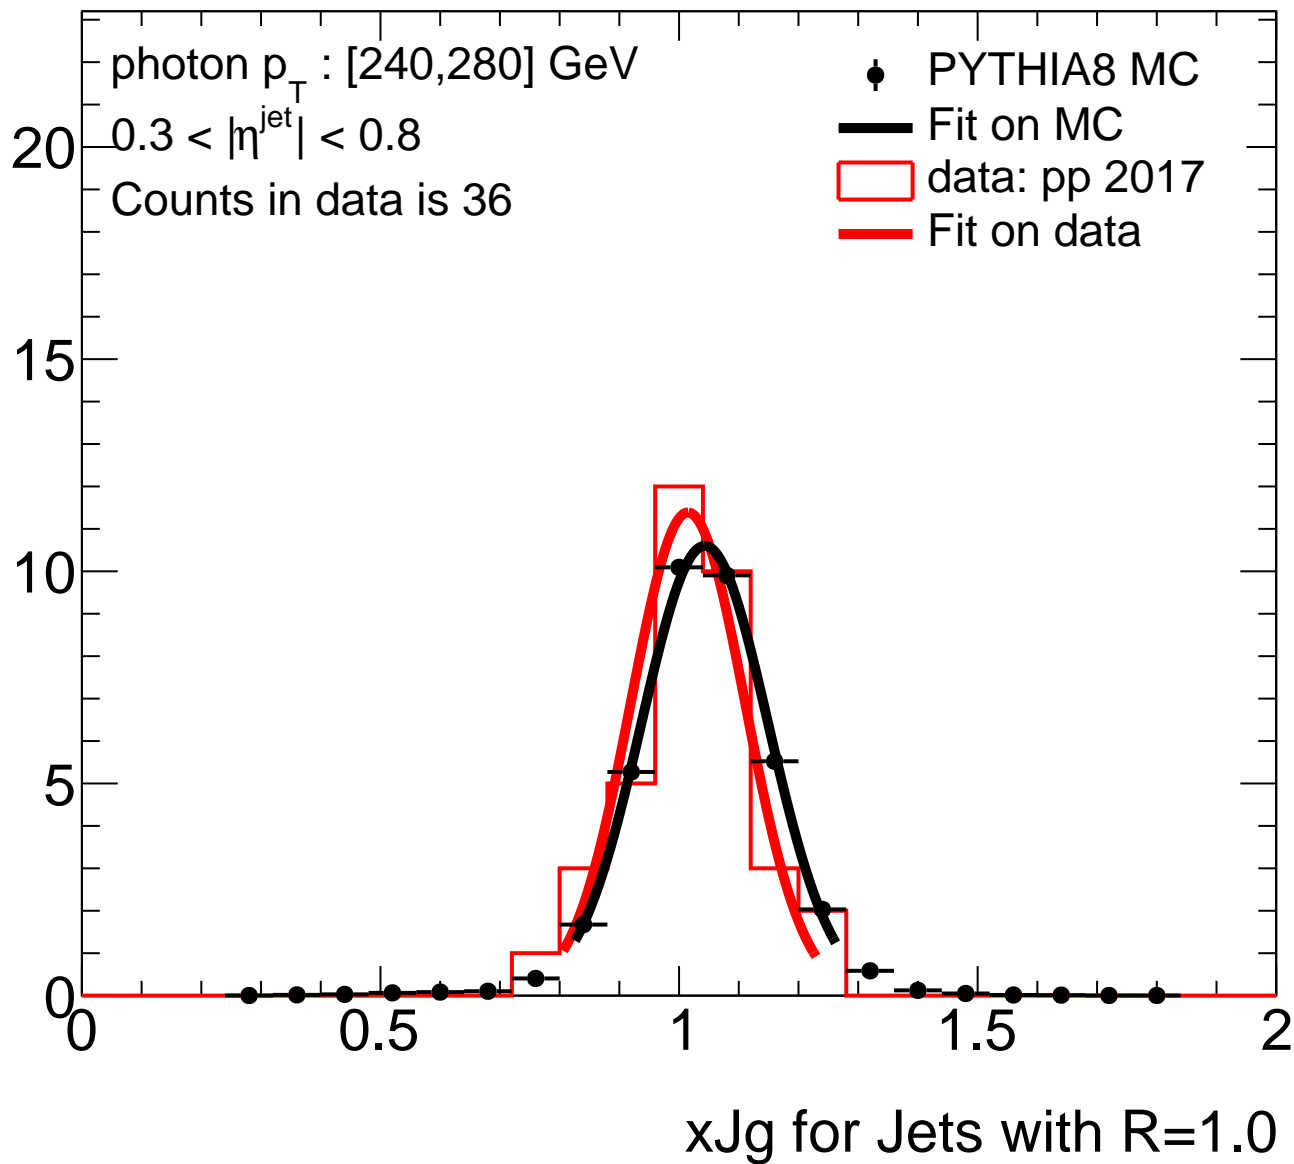 photon p_T : [240,280] GeV
0.3 < |η^jet| < 0.8
Counts in data is 36
PYTHIA8 MC
Fit on MC
data: pp 2017
Fit on data
20
15
10
5
0
0 0.5 1 1.5 2
xJg for Jets with R=1.0